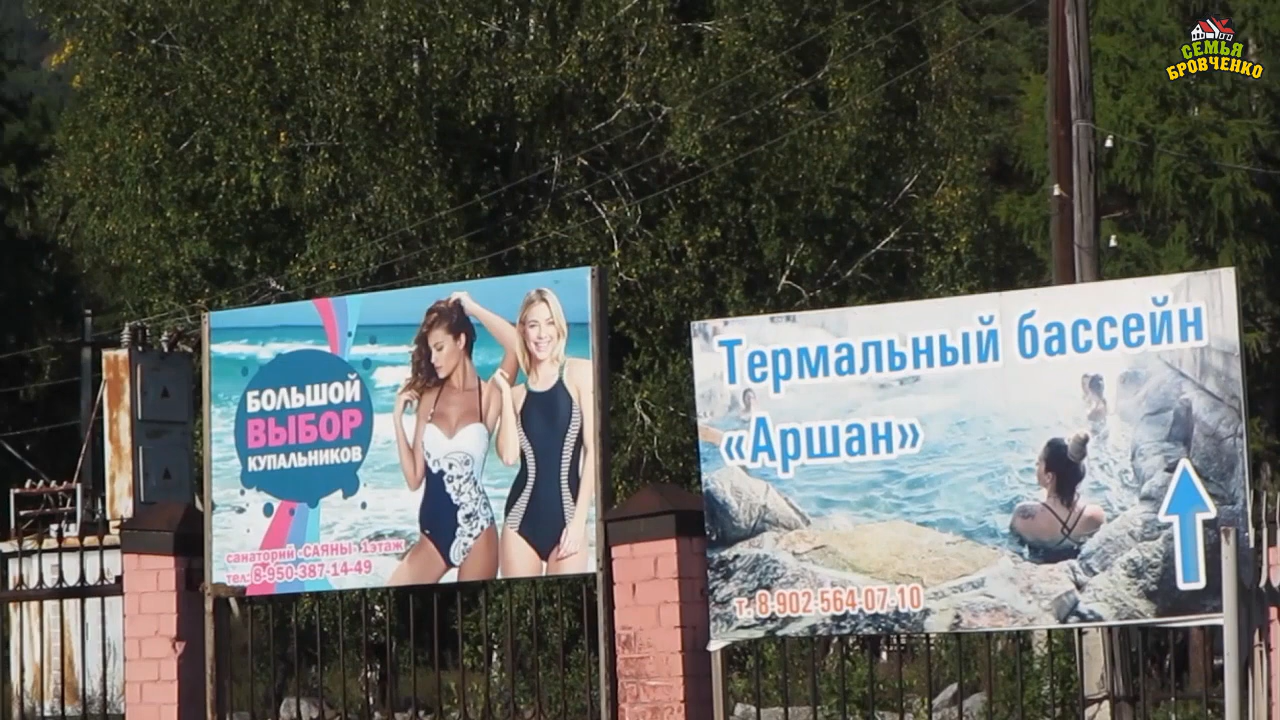 СЕМЬЯ
БРОВЧЕНКО
БОЛЬШОЙ
ВЫБОР
КУПАЛЬНИКОВ
санаторий «САЯНЫ» 1этаж
тел: 8-950-387-14-49
Термальный бассейн
«Аршан»
т. 8-902-564-07-10